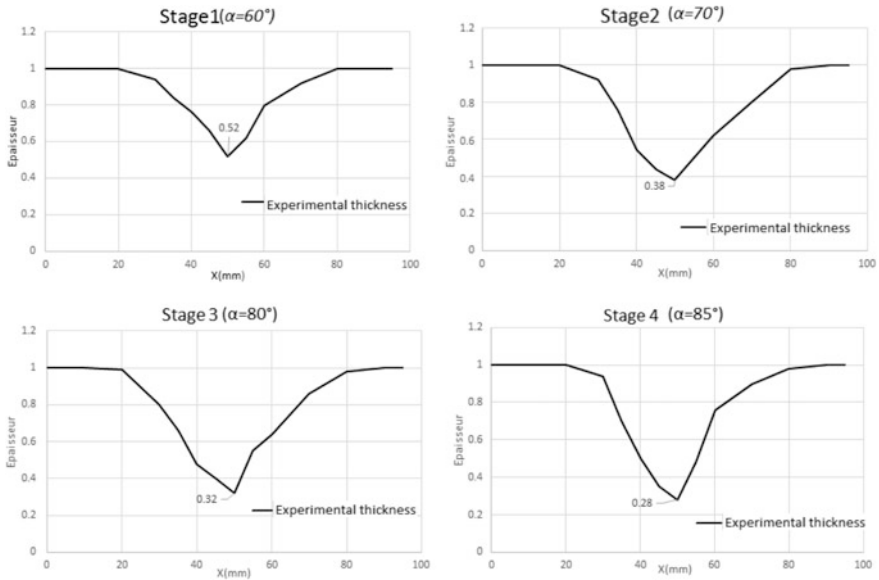 Stage1(α=60°)
1.2
1
0.8
0.6
0.4
0.2
0
Epaisseur
0.52
Experimental thickness
0 20 40 60 80 100
X(mm)
Stage2 (α=70°)
1.2
1
0.8
0.6
0.4
0.2
0
Epaisseur
0.38
Experimental thickness
0 20 40 60 80 100
X(mm)
Stage 3 (α=80°)
1.2
1
0.8
0.6
0.4
0.2
0
Epaisseur
0.32
Experimental thickness
0 20 40 60 80 100
X(mm)
Stage 4 (α=85°)
1.2
1
0.8
0.6
0.4
0.2
0
Epaisseur
0.28
Experimental thickness
0 20 40 60 80 100
X(mm)